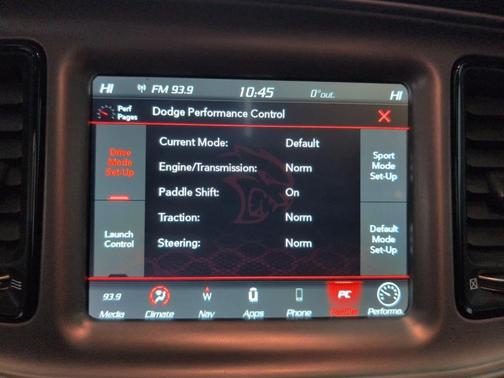 HI FM 93.9 10:45 0° out. HI
Perf Pages Dodge Performance Control
Drive Mode Set-Up
Launch Control
Current Mode: Default
Engine/Transmission: Norm
Paddle Shift: On
Traction: Norm
Steering: Norm
Sport Mode Set-Up
Default Mode Set-Up
93.9 W PC
Media Climate Nav Apps Phone Performa.